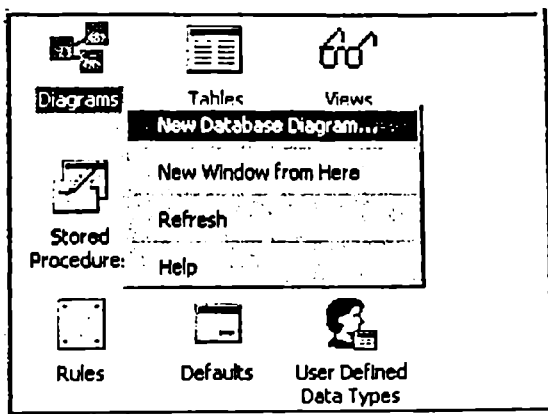 Diagrams Tables Views
New Database Diagram...
New Window from Here
Refresh
Stored
Procedure:
Help
Rules Defaults User Defined
Data Types